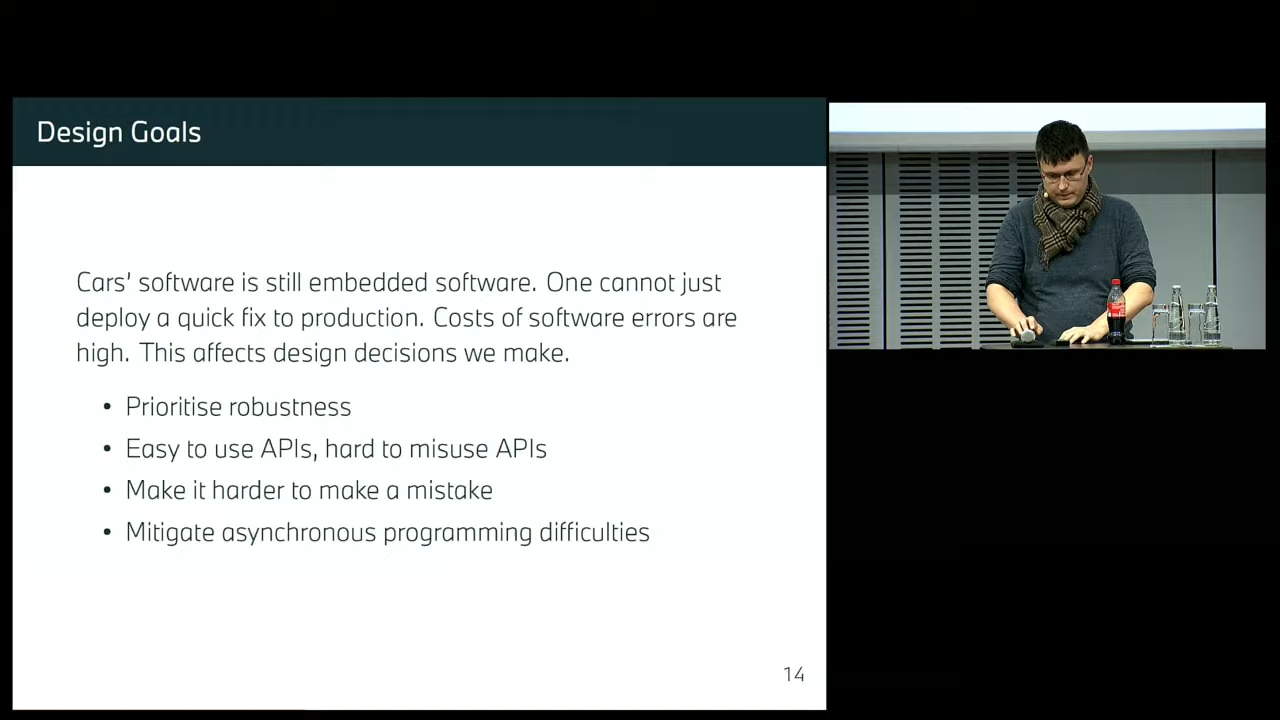 Design Goals
Cars' software is still embedded software. One cannot just
deploy a quick fix to production. Costs of software errors are
high. This affects design decisions we make.
• Prioritise robustness
• Easy to use APIs, hard to misuse APIs
• Make it harder to make a mistake
• Mitigate asynchronous programming difficulties
14